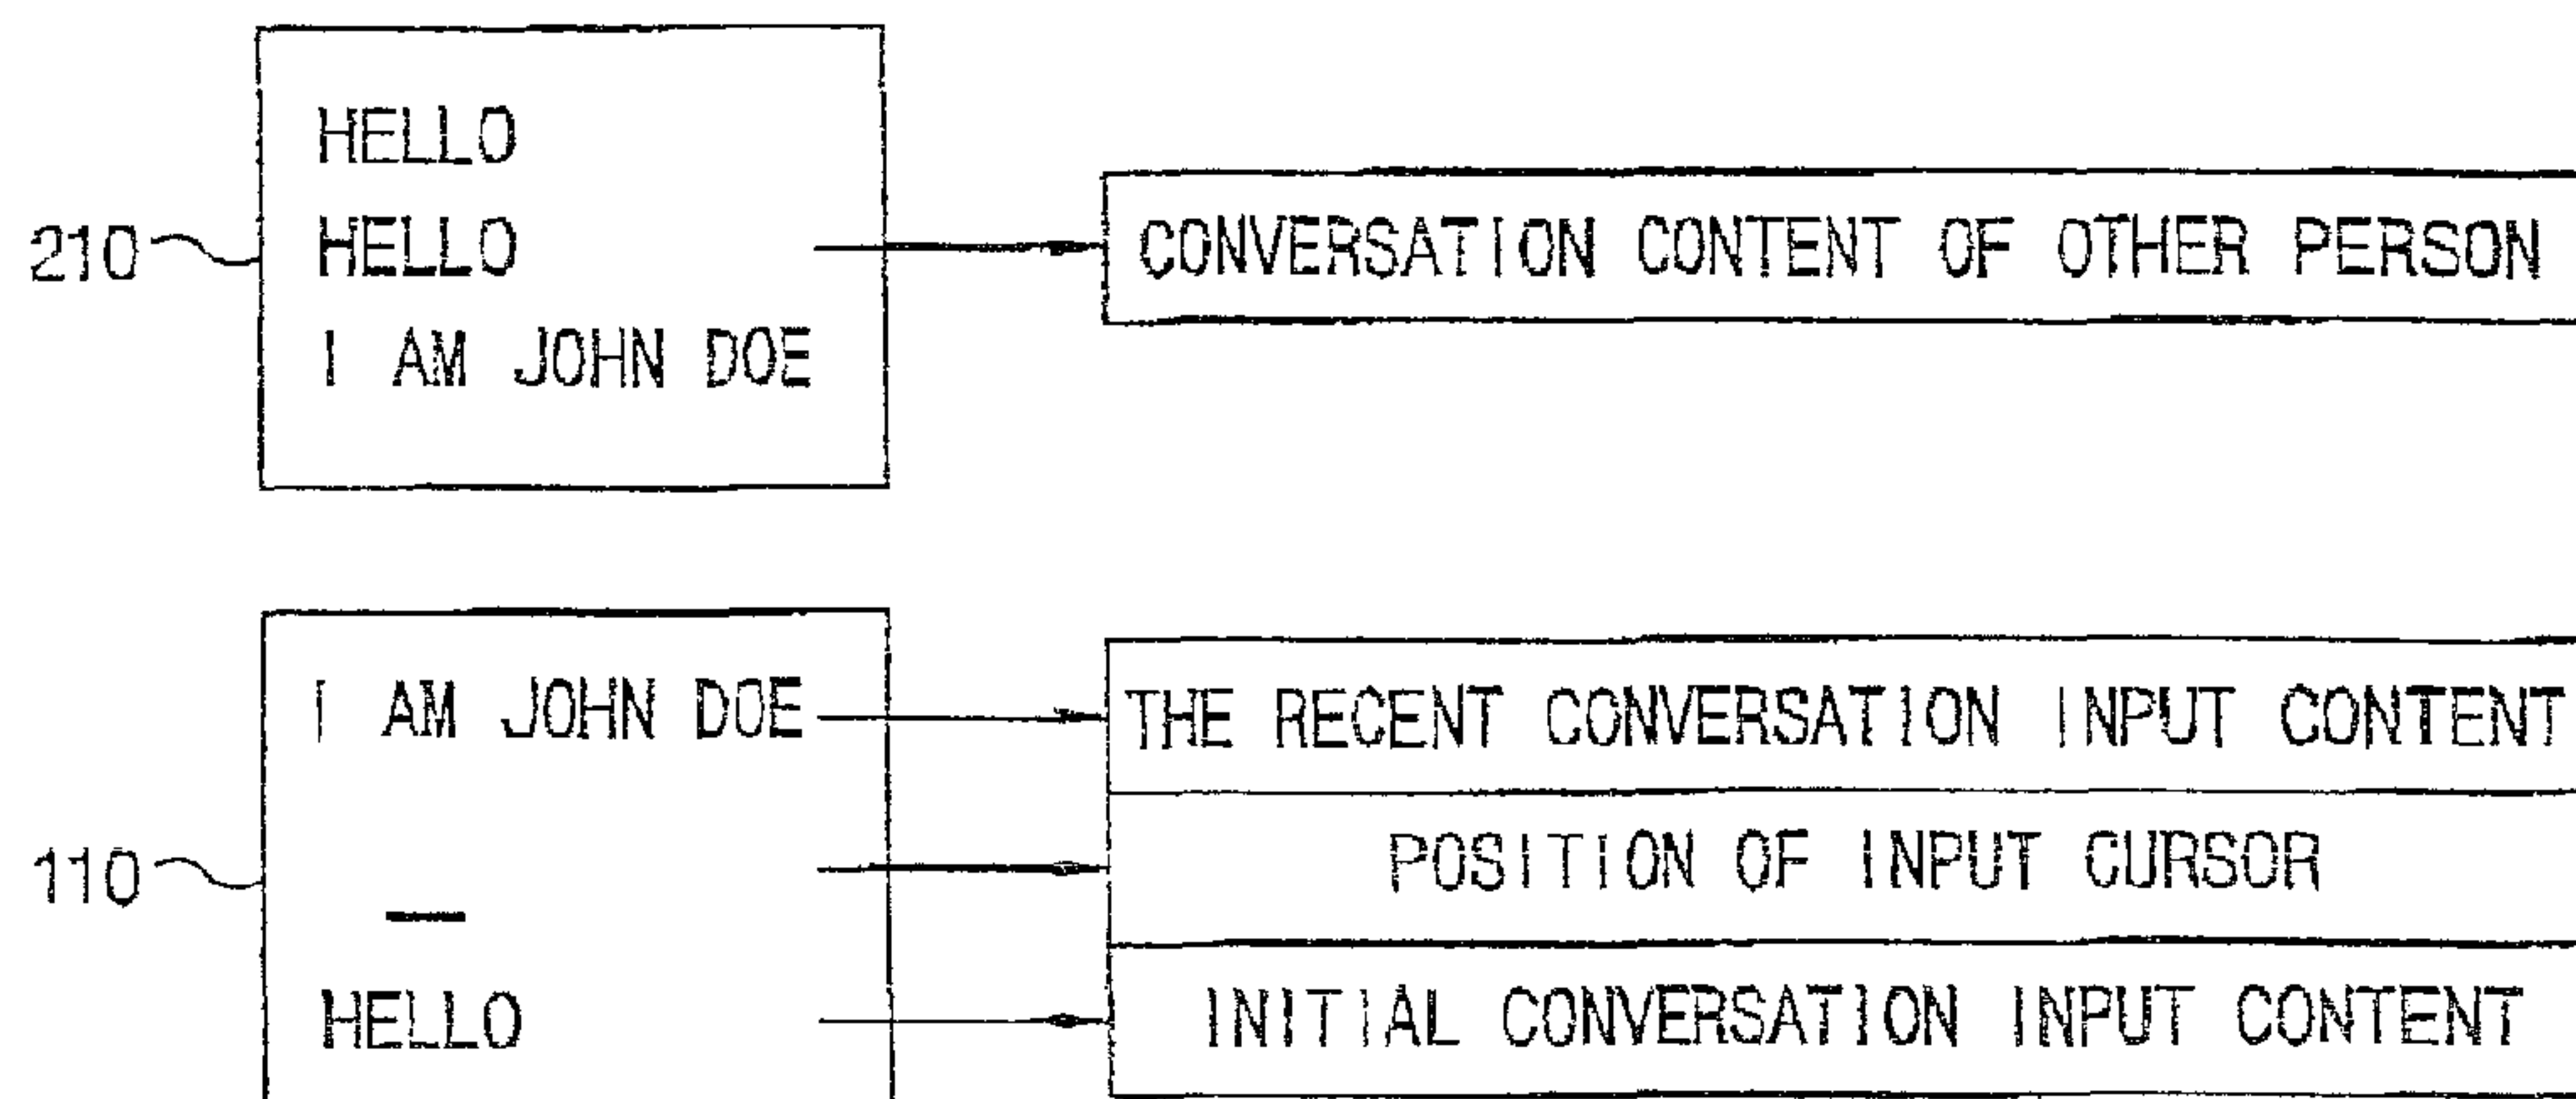 HELLO
210 HELLO CONVERSATION CONTENT OF OTHER PERSON
I AM JOHN DOE
I AM JOHN DOE THE RECENT CONVERSATION INPUT CONTENT
110 POSITION OF INPUT CURSOR
HELLO INITIAL CONVERSATION INPUT CONTENT